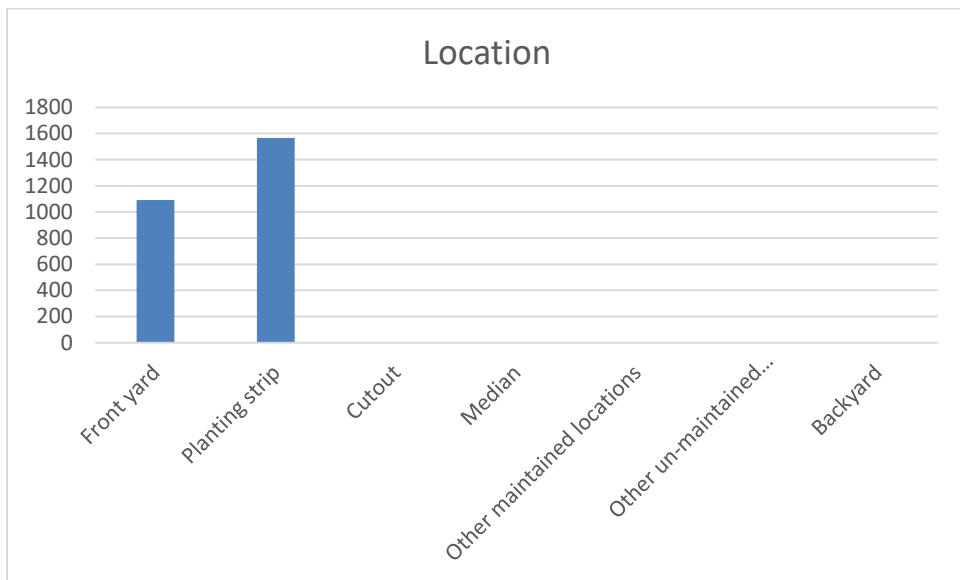 Location
1800
1600
1400
1200
1000
800
600
400
200
0
Front yard
Planting strip
Cutout
Median
Other maintained locations
Other un-maintained...
Backyard